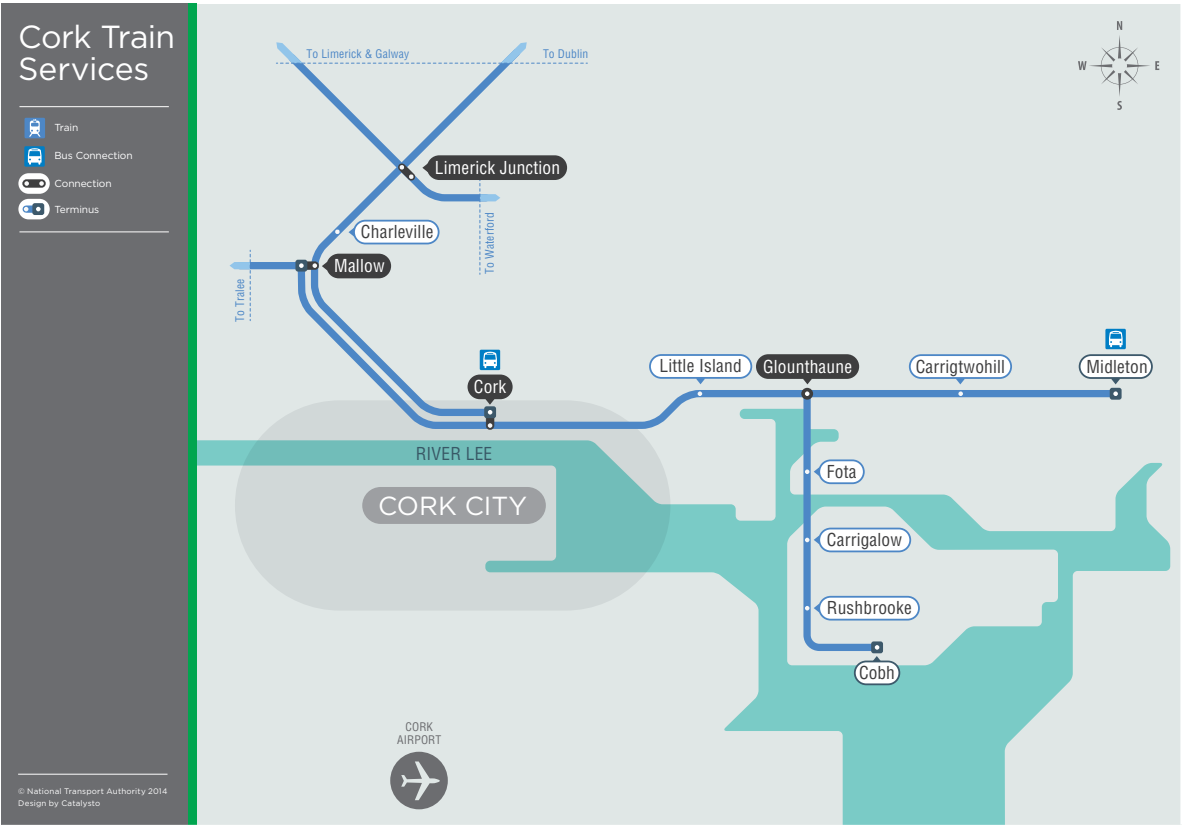 Cork Train
Services
Train
Bus Connection
Connection
Terminus
© National Transport Authority 2014
Design by Catalysto
To Limerick & Galway
To Dublin
N
W
E
S
Limerick Junction
Charleville
To Waterford
Mallow
To Tralee
Cork
Little Island
Glounthaune
Carrigtwohill
Midleton
RIVER LEE
CORK CITY
Fota
Carrigalow
Rushbrooke
Cobh
CORK
AIRPORT